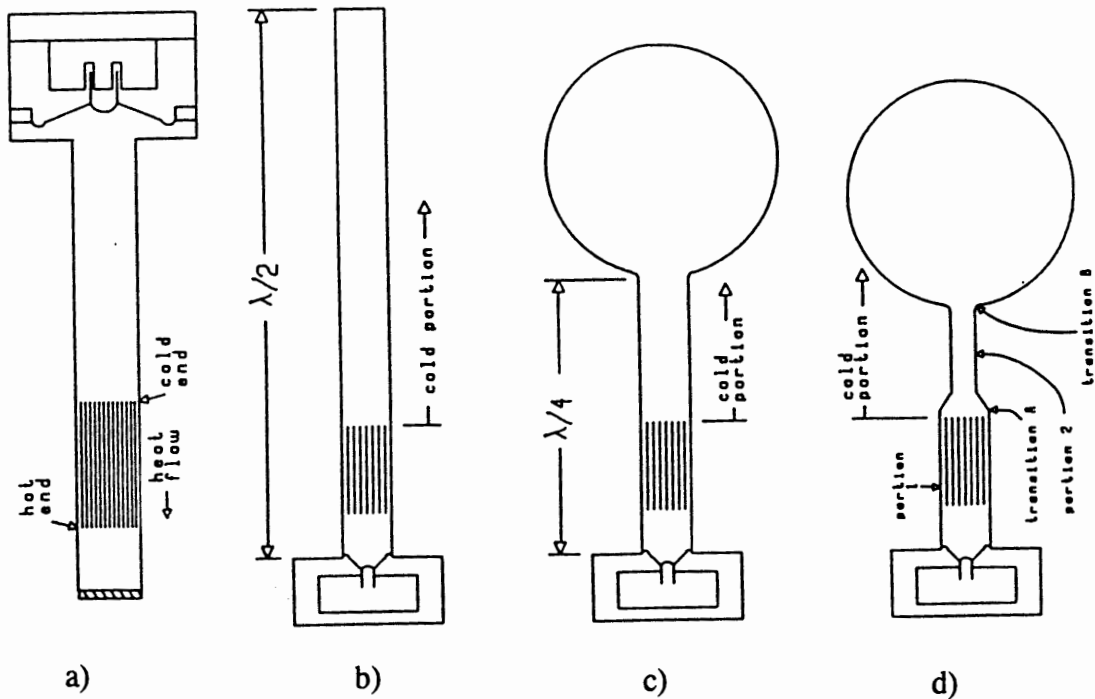 hot
end
cold
end
heat
flow
λ/2
cold portion
λ/4
cold
portion
cold
portion
portion
1
transition A
portion 2
transition B
a)
b)
c)
d)